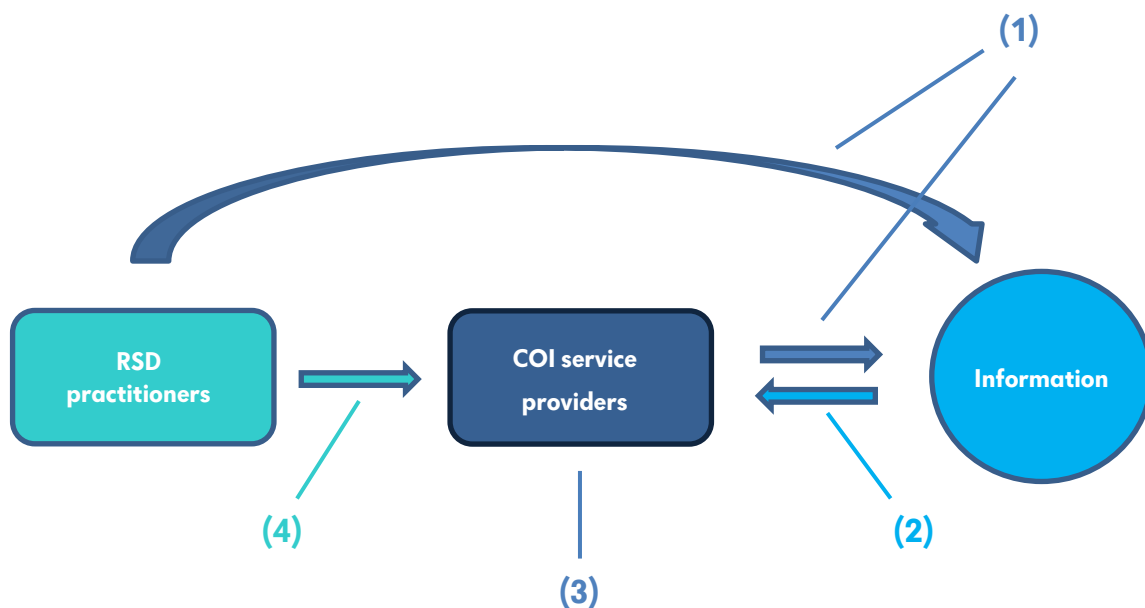 (1)
RSD
practitioners
COI service
providers
Information
(4)
(2)
(3)